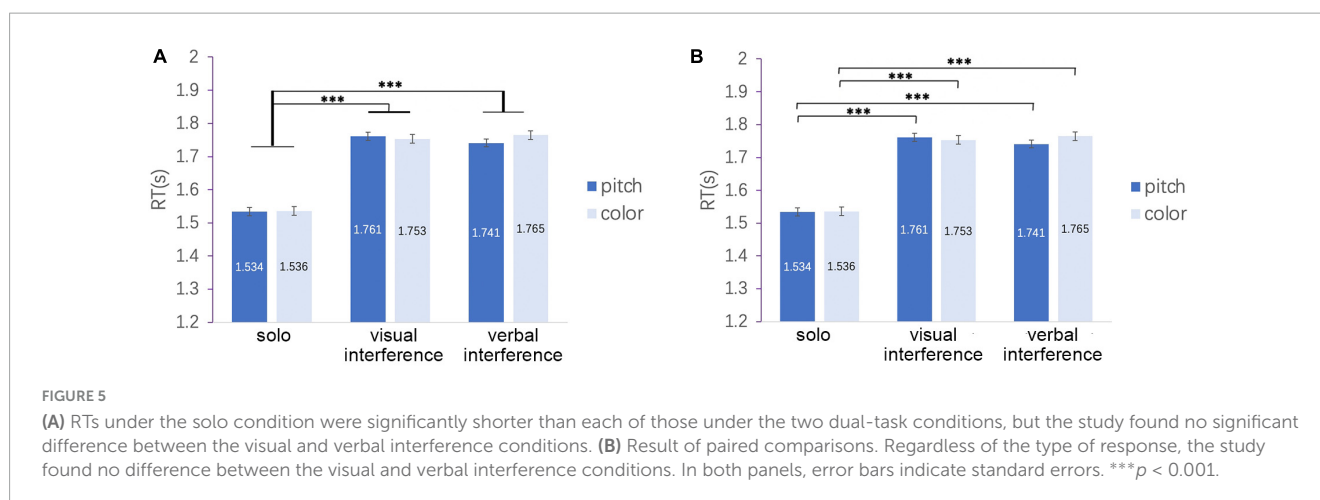 A
RT(s)
2
1.9
1.8
1.7
1.6
1.5
1.4
1.3
1.2
***
***
1.534
1.536
1.761
1.753
1.741
1.765
solo
visual
interference
verbal
interference
pitch
color
B
RT(s)
2
1.9
1.8
1.7
1.6
1.5
1.4
1.3
1.2
***
***
***
***
1.534
1.536
1.761
1.753
1.741
1.765
solo
visual
interference
verbal
interference
pitch
color
FIGURE 5
(A) RTs under the solo condition were significantly shorter than each of those under the two dual-task conditions, but the study found no significant
difference between the visual and verbal interference conditions. (B) Result of paired comparisons. Regardless of the type of response, the study
found no difference between the visual and verbal interference conditions. In both panels, error bars indicate standard errors. ***p < 0.001.